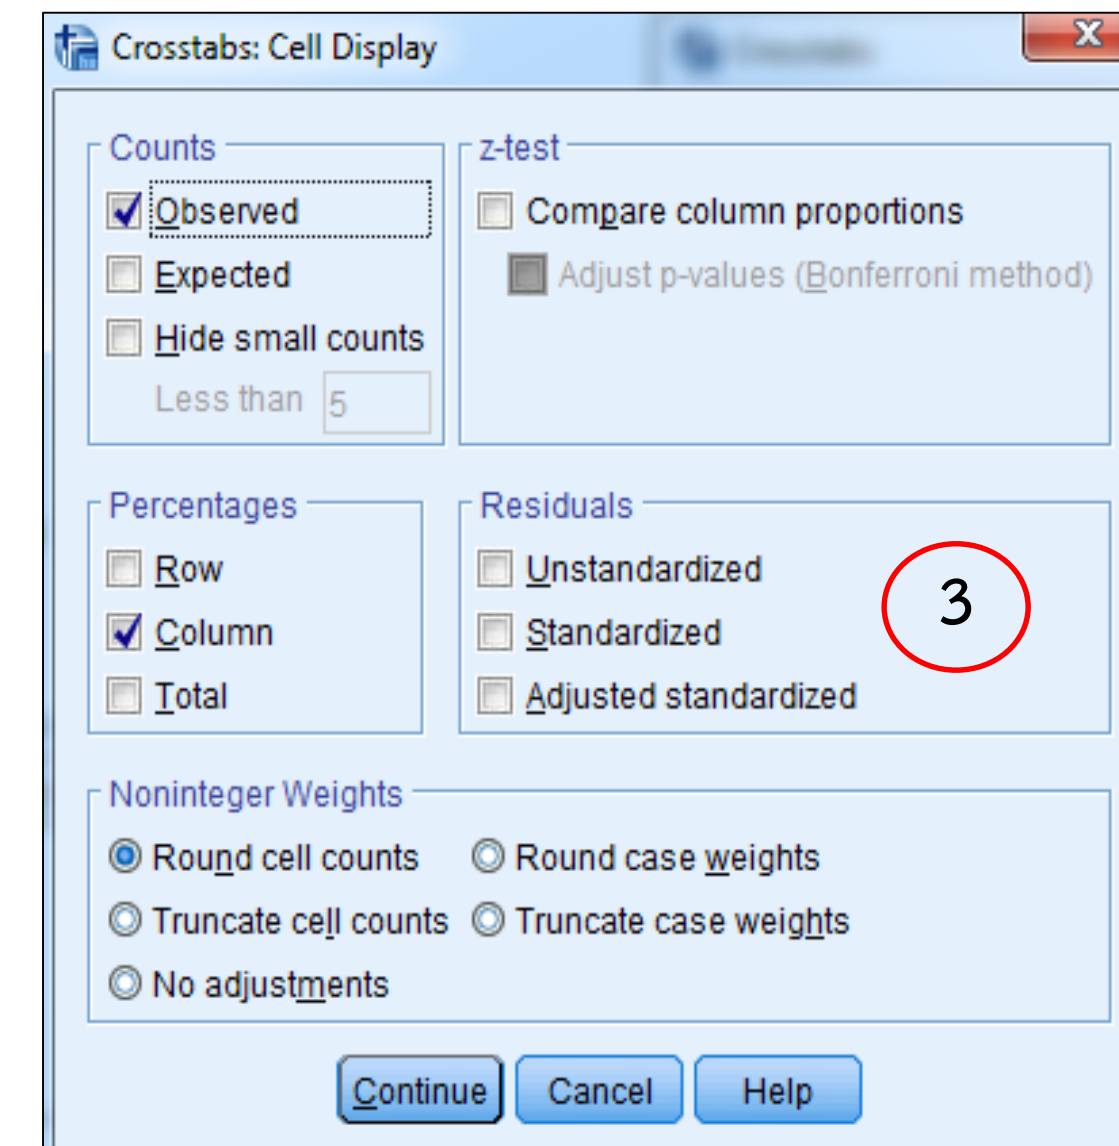 Crosstabs: Cell Display
Crosstabs
X
Counts
Observed
Expected
Hide small counts
Less than 5
z-test
Compare column proportions
Adjust p-values (Bonferroni method)
Percentages
Row
Column
Total
Residuals
Unstandardized
Standardized
Adjusted standardized
3
Noninteger Weights
Round cell counts Round case weights
Truncate cell counts Truncate case weights
No adjustments
Continue Cancel Help